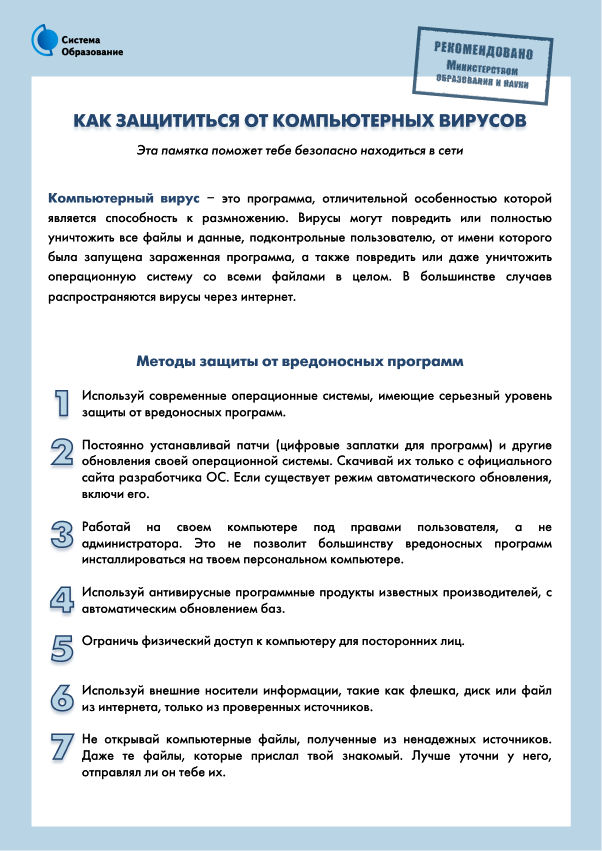 Система
Образование
РЕКОМЕНДОВАНО
Министерством
образования и науки
КАК ЗАЩИТИТЬСЯ ОТ КОМПЬЮТЕРНЫХ ВИРУСОВ
Эта памятка поможет тебе безопасно находиться в сети
Компьютерный вирус – это программа, отличительной особенностью которой
является способность к размножению. Вирусы могут повредить или полностью
уничтожить все файлы и данные, подконтрольные пользователю, от имени которого
была запущена зараженная программа, а также повредить или даже уничтожить
операционную систему со всеми файлами в целом. В большинстве случаев
распространяются вирусы через интернет.
Методы защиты от вредоносных программ
1 Используй современные операционные системы, имеющие серьезный уровень
защиты от вредоносных программ.
2 Постоянно устанавливай патчи (цифровые заплатки для программ) и другие
обновления своей операционной системы. Скачивай их только с официального
сайта разработчика ОС. Если существует режим автоматического обновления,
включи его.
3 Работай на своем компьютере под правами пользователя, а не
администратора. Это не позволит большинству вредоносных программ
инсталлироваться на твоем персональном компьютере.
4 Используй антивирусные программные продукты известных производителей, с
автоматическим обновлением баз.
5 Ограничь физический доступ к компьютеру для посторонних лиц.
6 Используй внешние носители информации, такие как флешка, диск или файл
из интернета, только из проверенных источников.
7 Не открывай компьютерные файлы, полученные из ненадежных источников.
Даже те файлы, которые прислал твой знакомый. Лучше уточни у него,
отправлял ли он тебе их.